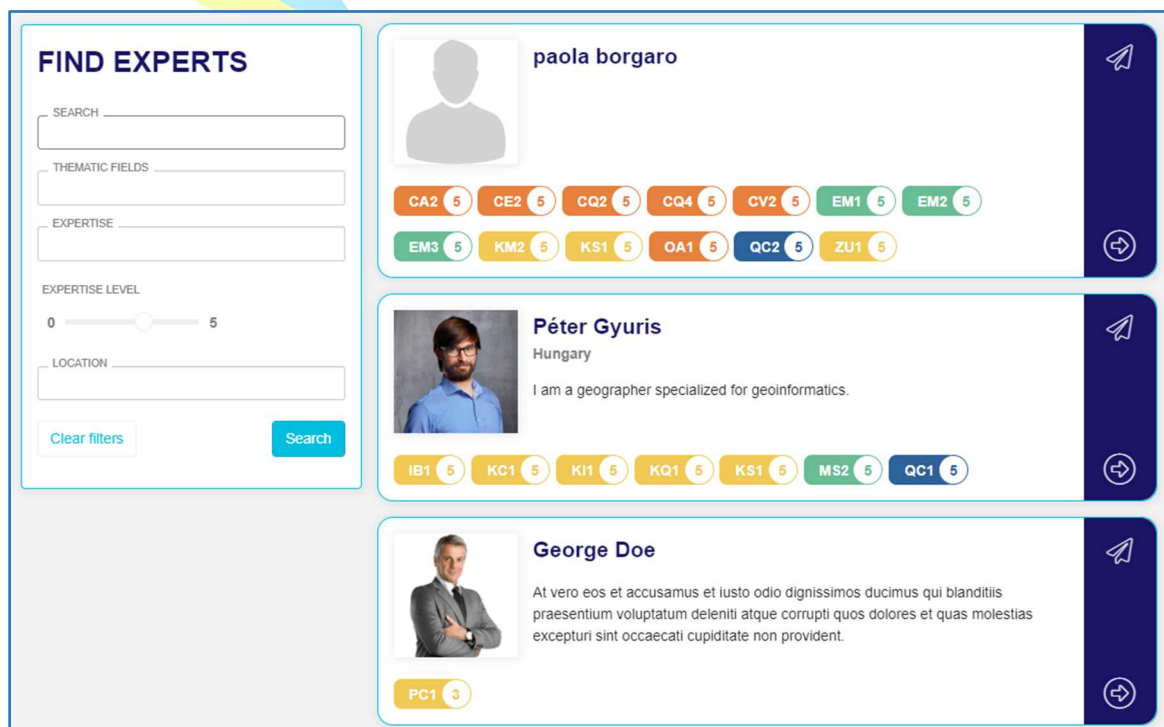 FIND EXPERTS
SEARCH
THEMATIC FIELDS
EXPERTISE
EXPERTISE LEVEL
0 5
LOCATION
Clear filters Search
paola borgaro
CA2 5 CE2 5 CQ2 5 CQ4 5 CV2 5 EM1 5 EM2 5
EM3 5 KM2 5 KS1 5 OA1 5 QC2 5 ZU1 5
Péter Gyuris
Hungary
I am a geographer specialized for geoinformatics.
IB1 5 KC1 5 KI1 5 KQ1 5 KS1 5 MS2 5 QC1 5
George Doe
At vero eos et accusamus et iusto odio dignissimos ducimus qui blanditiis
praesentium voluptatum deleniti atque corrupti quos dolores et quas molestias
excepturi sint occaecati cupiditate non provident.
PC1 3